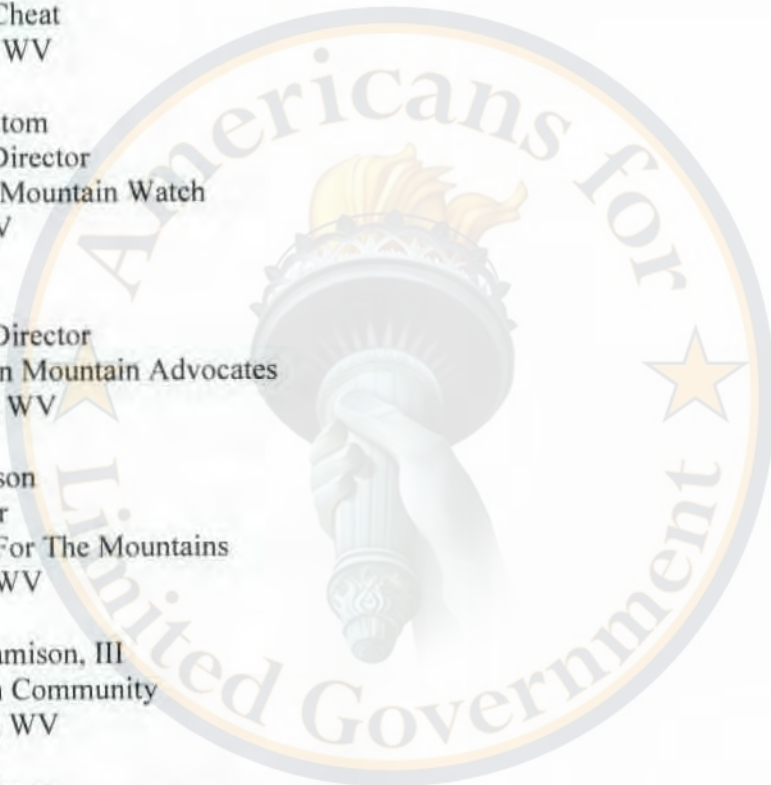 Cheat
WV
tom
Director
Mountain Watch
V
Director
n Mountain Advocates
WV
son
r
For The Mountains
WV
mison, III
Community
WV
Americans for
Limited Government